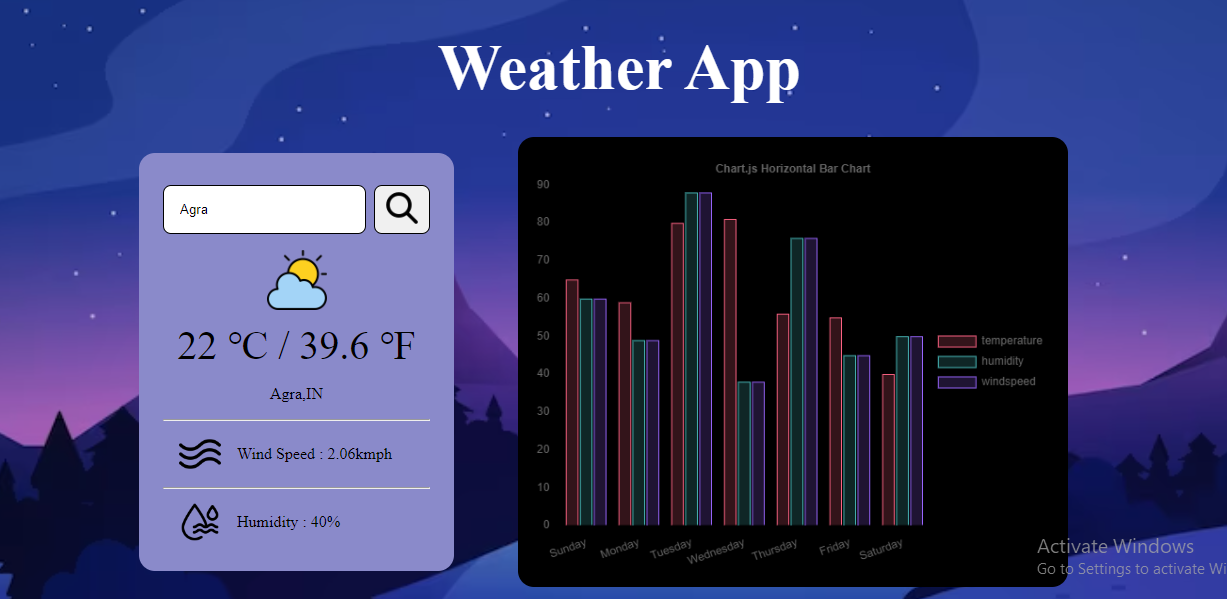 Weather App
Agra
22 °C / 39.6 °F
Agra,IN
Wind Speed : 2.06kmph
Humidity : 40%
Chart.js Horizontal Bar Chart
90
80
70
60
50
40
30
20
10
0
Sunday
Monday
Tuesday
Wednesday
Thursday
Friday
Saturday
temperature
humidity
windspeed
Activate Windows
Go to Settings to activate Wi